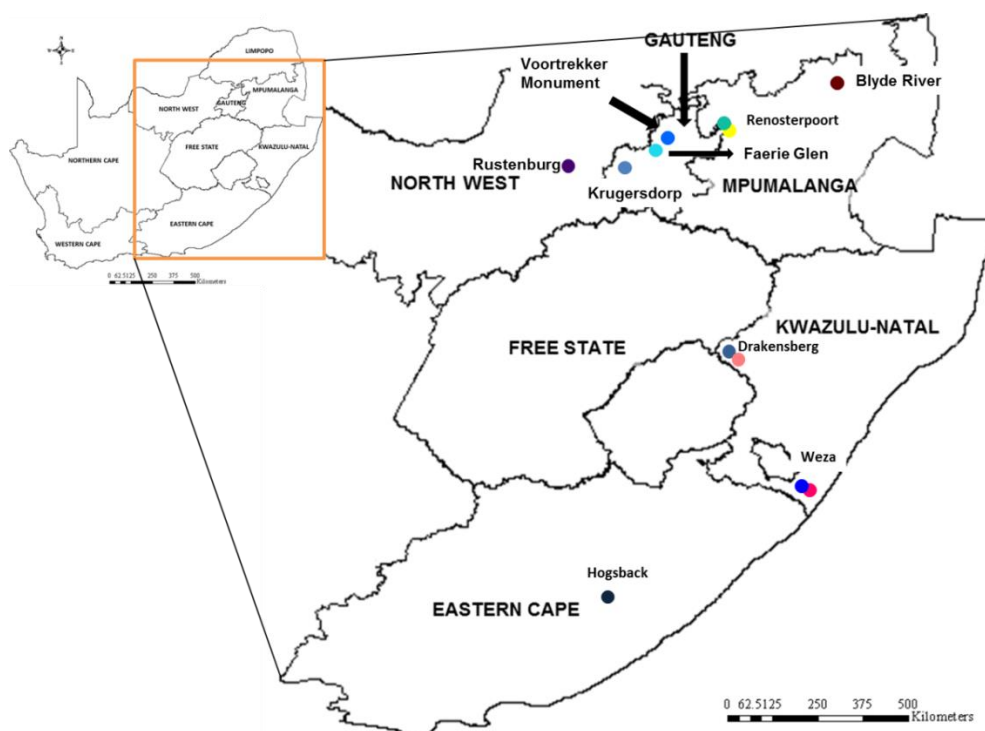 LIMPOPO
MPUMALANGA
GAUTENG
NORTH WEST
FREE STATE
KWAZULU-NATAL
NORTHERN CAPE
EASTERN CAPE
WESTERN CAPE
0 62.5125 250 375 500
Kilometers
GAUTENG
Voortrekker
Monument
Blyde River
Renosterpoort
Faerie Glen
Rustenburg
NORTH WEST
Krugersdorp
MPUMALANGA
KWAZULU-NATAL
FREE STATE
Drakensberg
Weza
Hogsback
EASTERN CAPE
0 62.5125 250 375 500
Kilometers